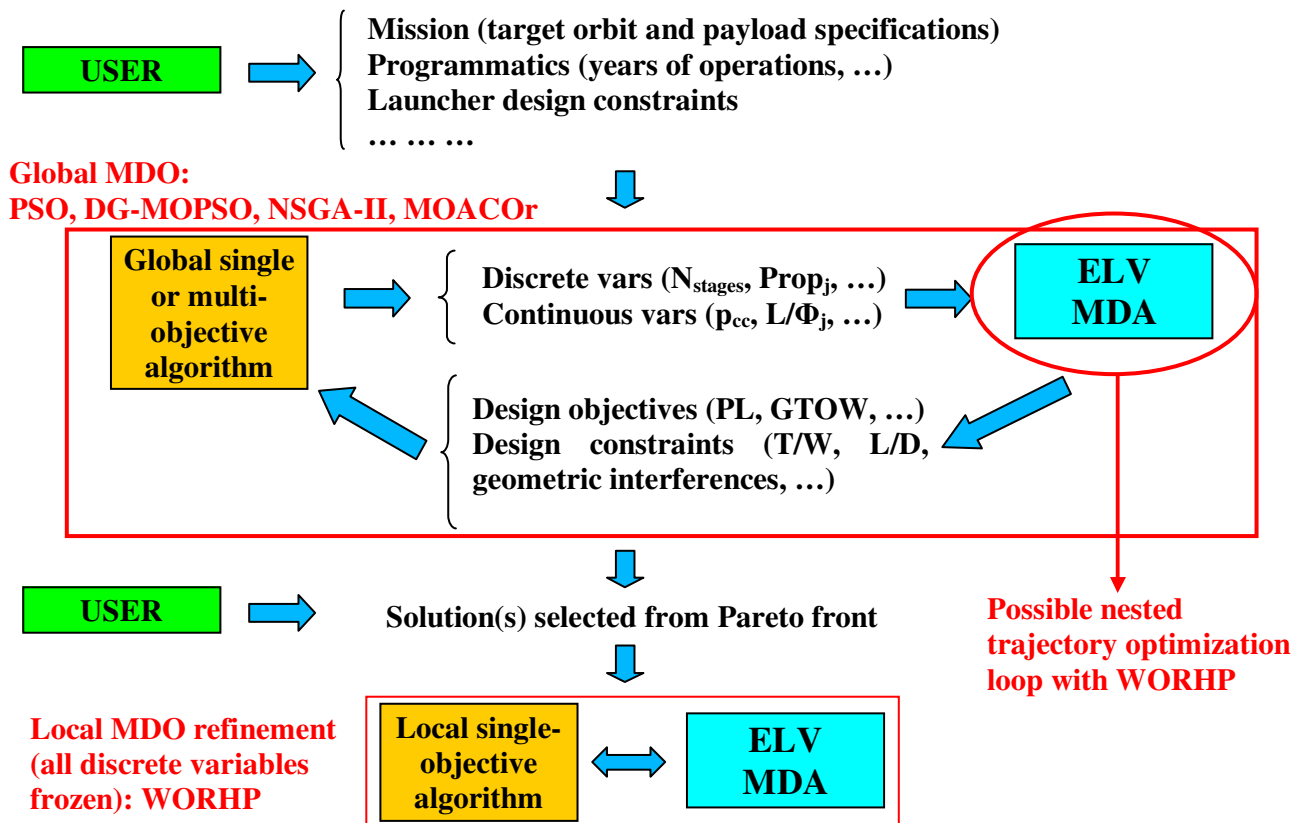 USER
Mission (target orbit and payload specifications)
Programmatics (years of operations, …)
Launcher design constraints
… … …
Global MDO:
PSO, DG-MOPSO, NSGA-II, MOACOr
Global single
or multi-
objective
algorithm
Discrete vars (Nstages, Propj, …)
Continuous vars (pcc, L/Φj, …)
ELV
MDA
Design objectives (PL, GTOW, …)
Design constraints (T/W, L/D,
geometric interferences, …)
USER
Solution(s) selected from Pareto front
Possible nested
trajectory optimization
loop with WORHP
Local MDO refinement
(all discrete variables
frozen): WORHP
Local single-
objective
algorithm
ELV
MDA